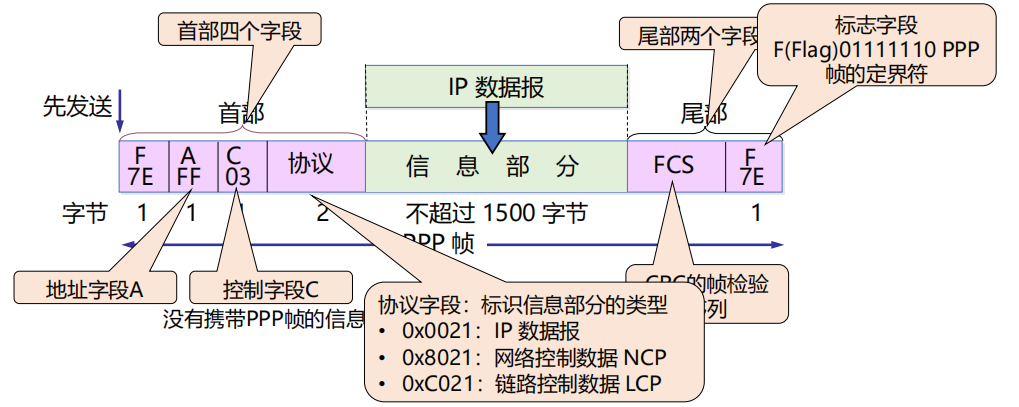 首部四个字段
尾部两个字段
标志字段
F(Flag)01111110 PPP
帧的定界符
IP 数据报
先发送
首部
尾部
F
7E
A
FF
C
03
协议
信 息 部 分
FCS
F
7E
字节
1
1
2
不超过 1500 字节
1
PPP 帧
地址字段A
控制字段C
CRC的帧检验
序列
没有携带PPP帧的信息
协议字段：标识信息部分的类型
• 0x0021：IP 数据报
• 0x8021：网络控制数据 NCP
• 0xC021：链路控制数据 LCP